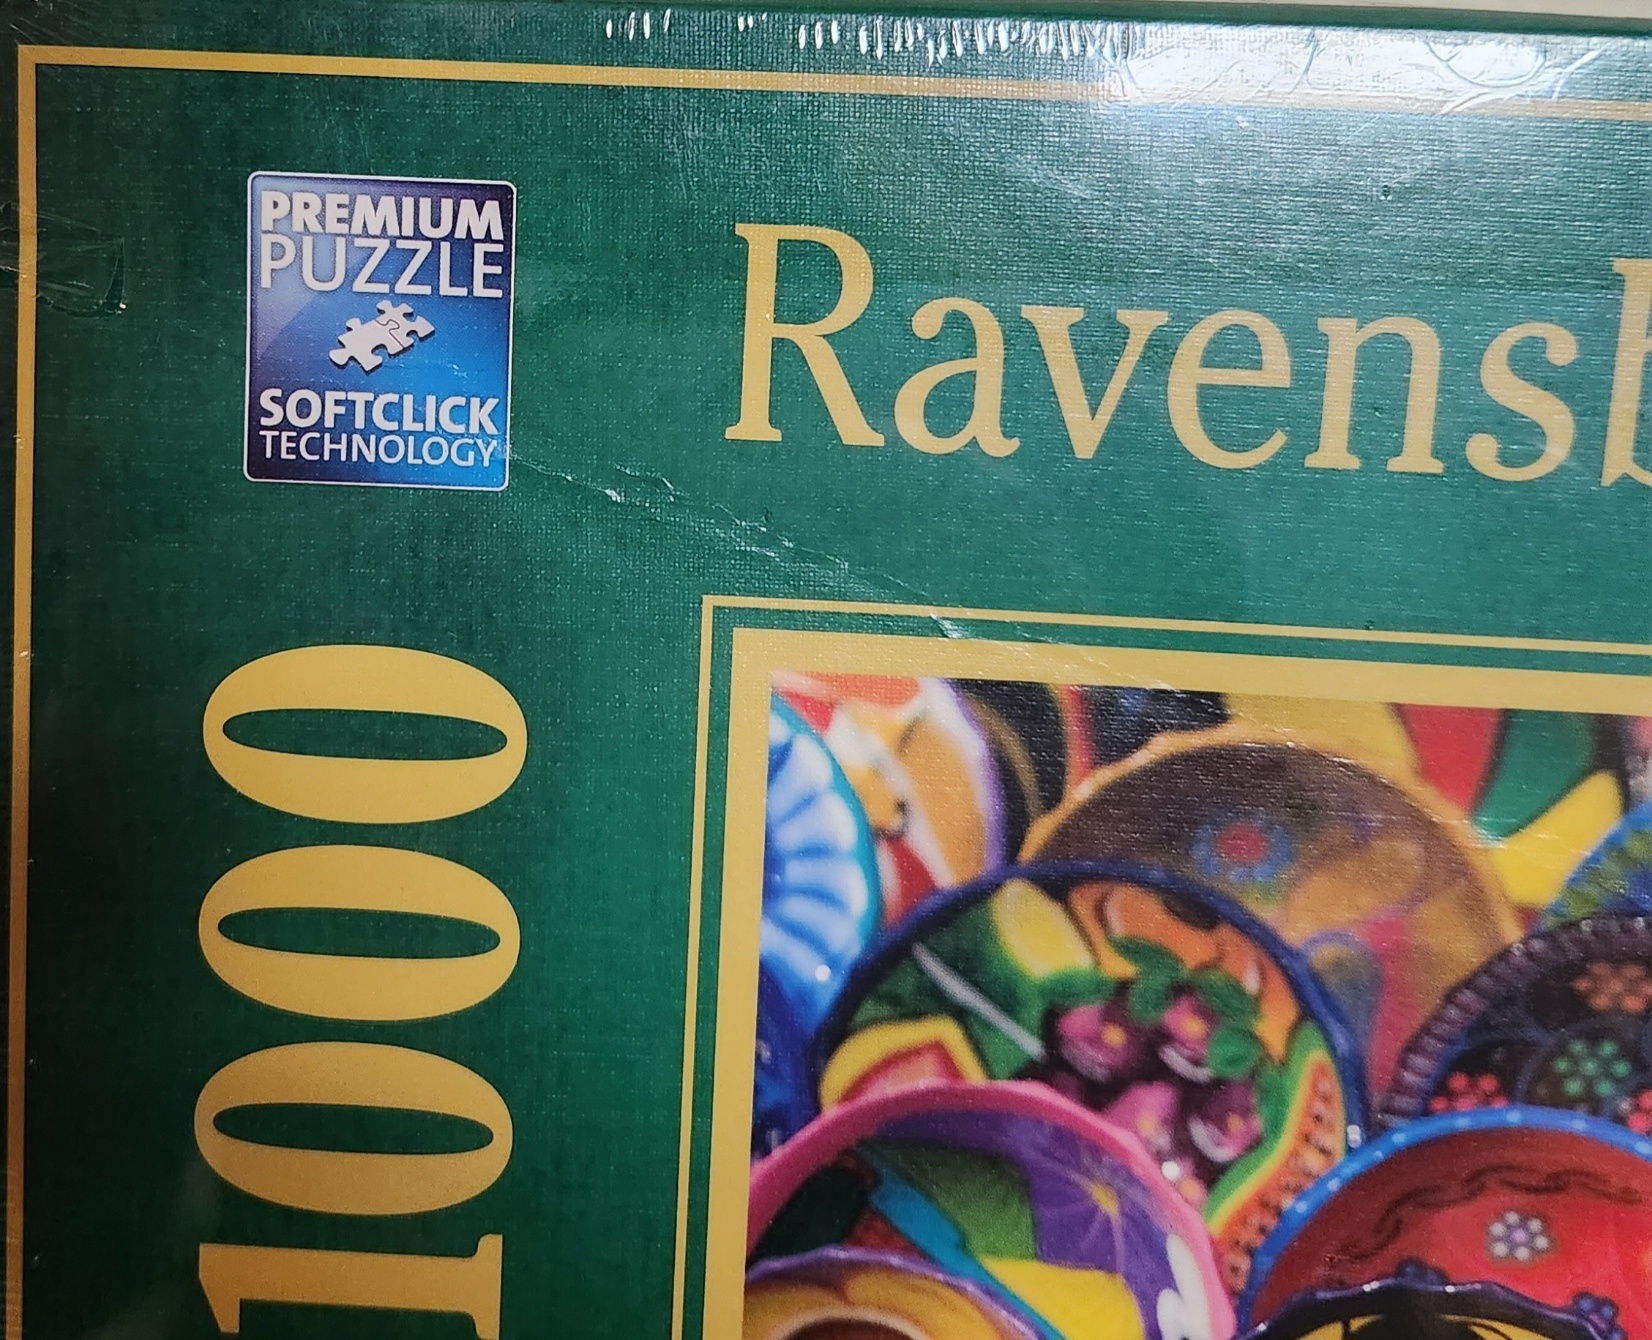 PREMIUM
PUZZLE
SOFTCLICK
TECHNOLOGY
Ravensb
1000